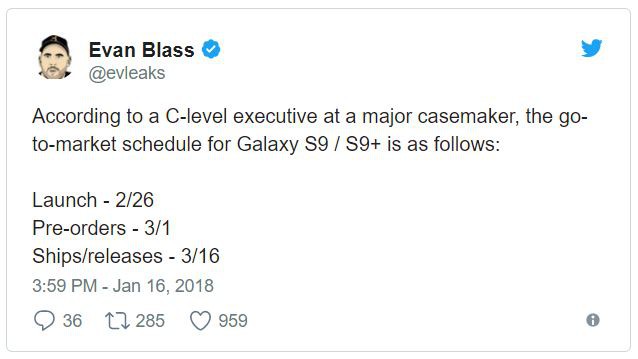 Evan Blass
@evleaks
According to a C-level executive at a major casemaker, the go-
to-market schedule for Galaxy S9 / S9+ is as follows:
Launch - 2/26
Pre-orders - 3/1
Ships/releases - 3/16
3:59 PM - Jan 16, 2018
36 285 959